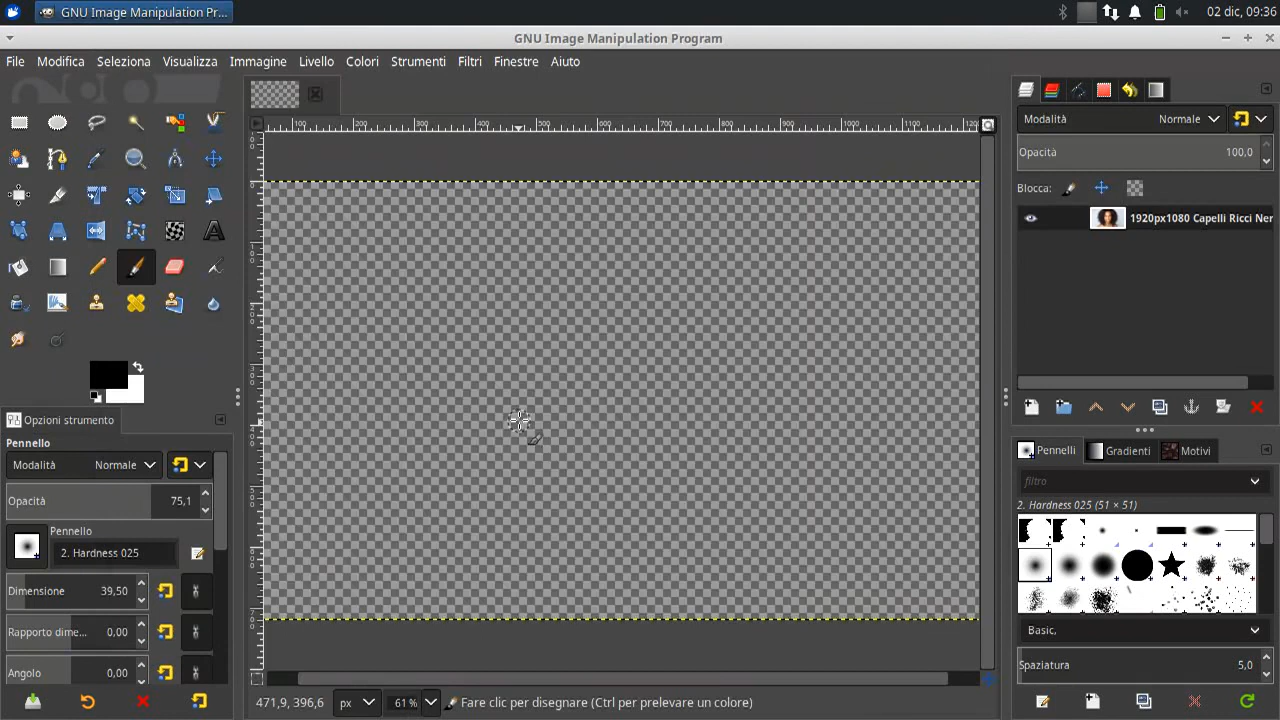 GNU Image Manipulation Pr...
02 dic, 09:36
GNU Image Manipulation Program
File Modifica Seleziona Visualizza Immagine Livello Colori Strumenti Filtri Finestre Aiuto
Modalità Normale
Opacità 100,0
Blocca:
1920px1080 Capelli Ricci Ner
Opzioni strumento
Pennello
Modalità Normale
Opacità 75,1
Pennello
2. Hardness 025
Dimensione 39,50
Rapporto dime... 0,00
Angolo 0,00
Pennelli Gradienti Motivi
filtro
2. Hardness 025 (51 × 51)
Basic,
Spaziatura 5,0
471,9, 396,6 px 61 % Fare clic per disegnare (Ctrl per prelevare un colore)